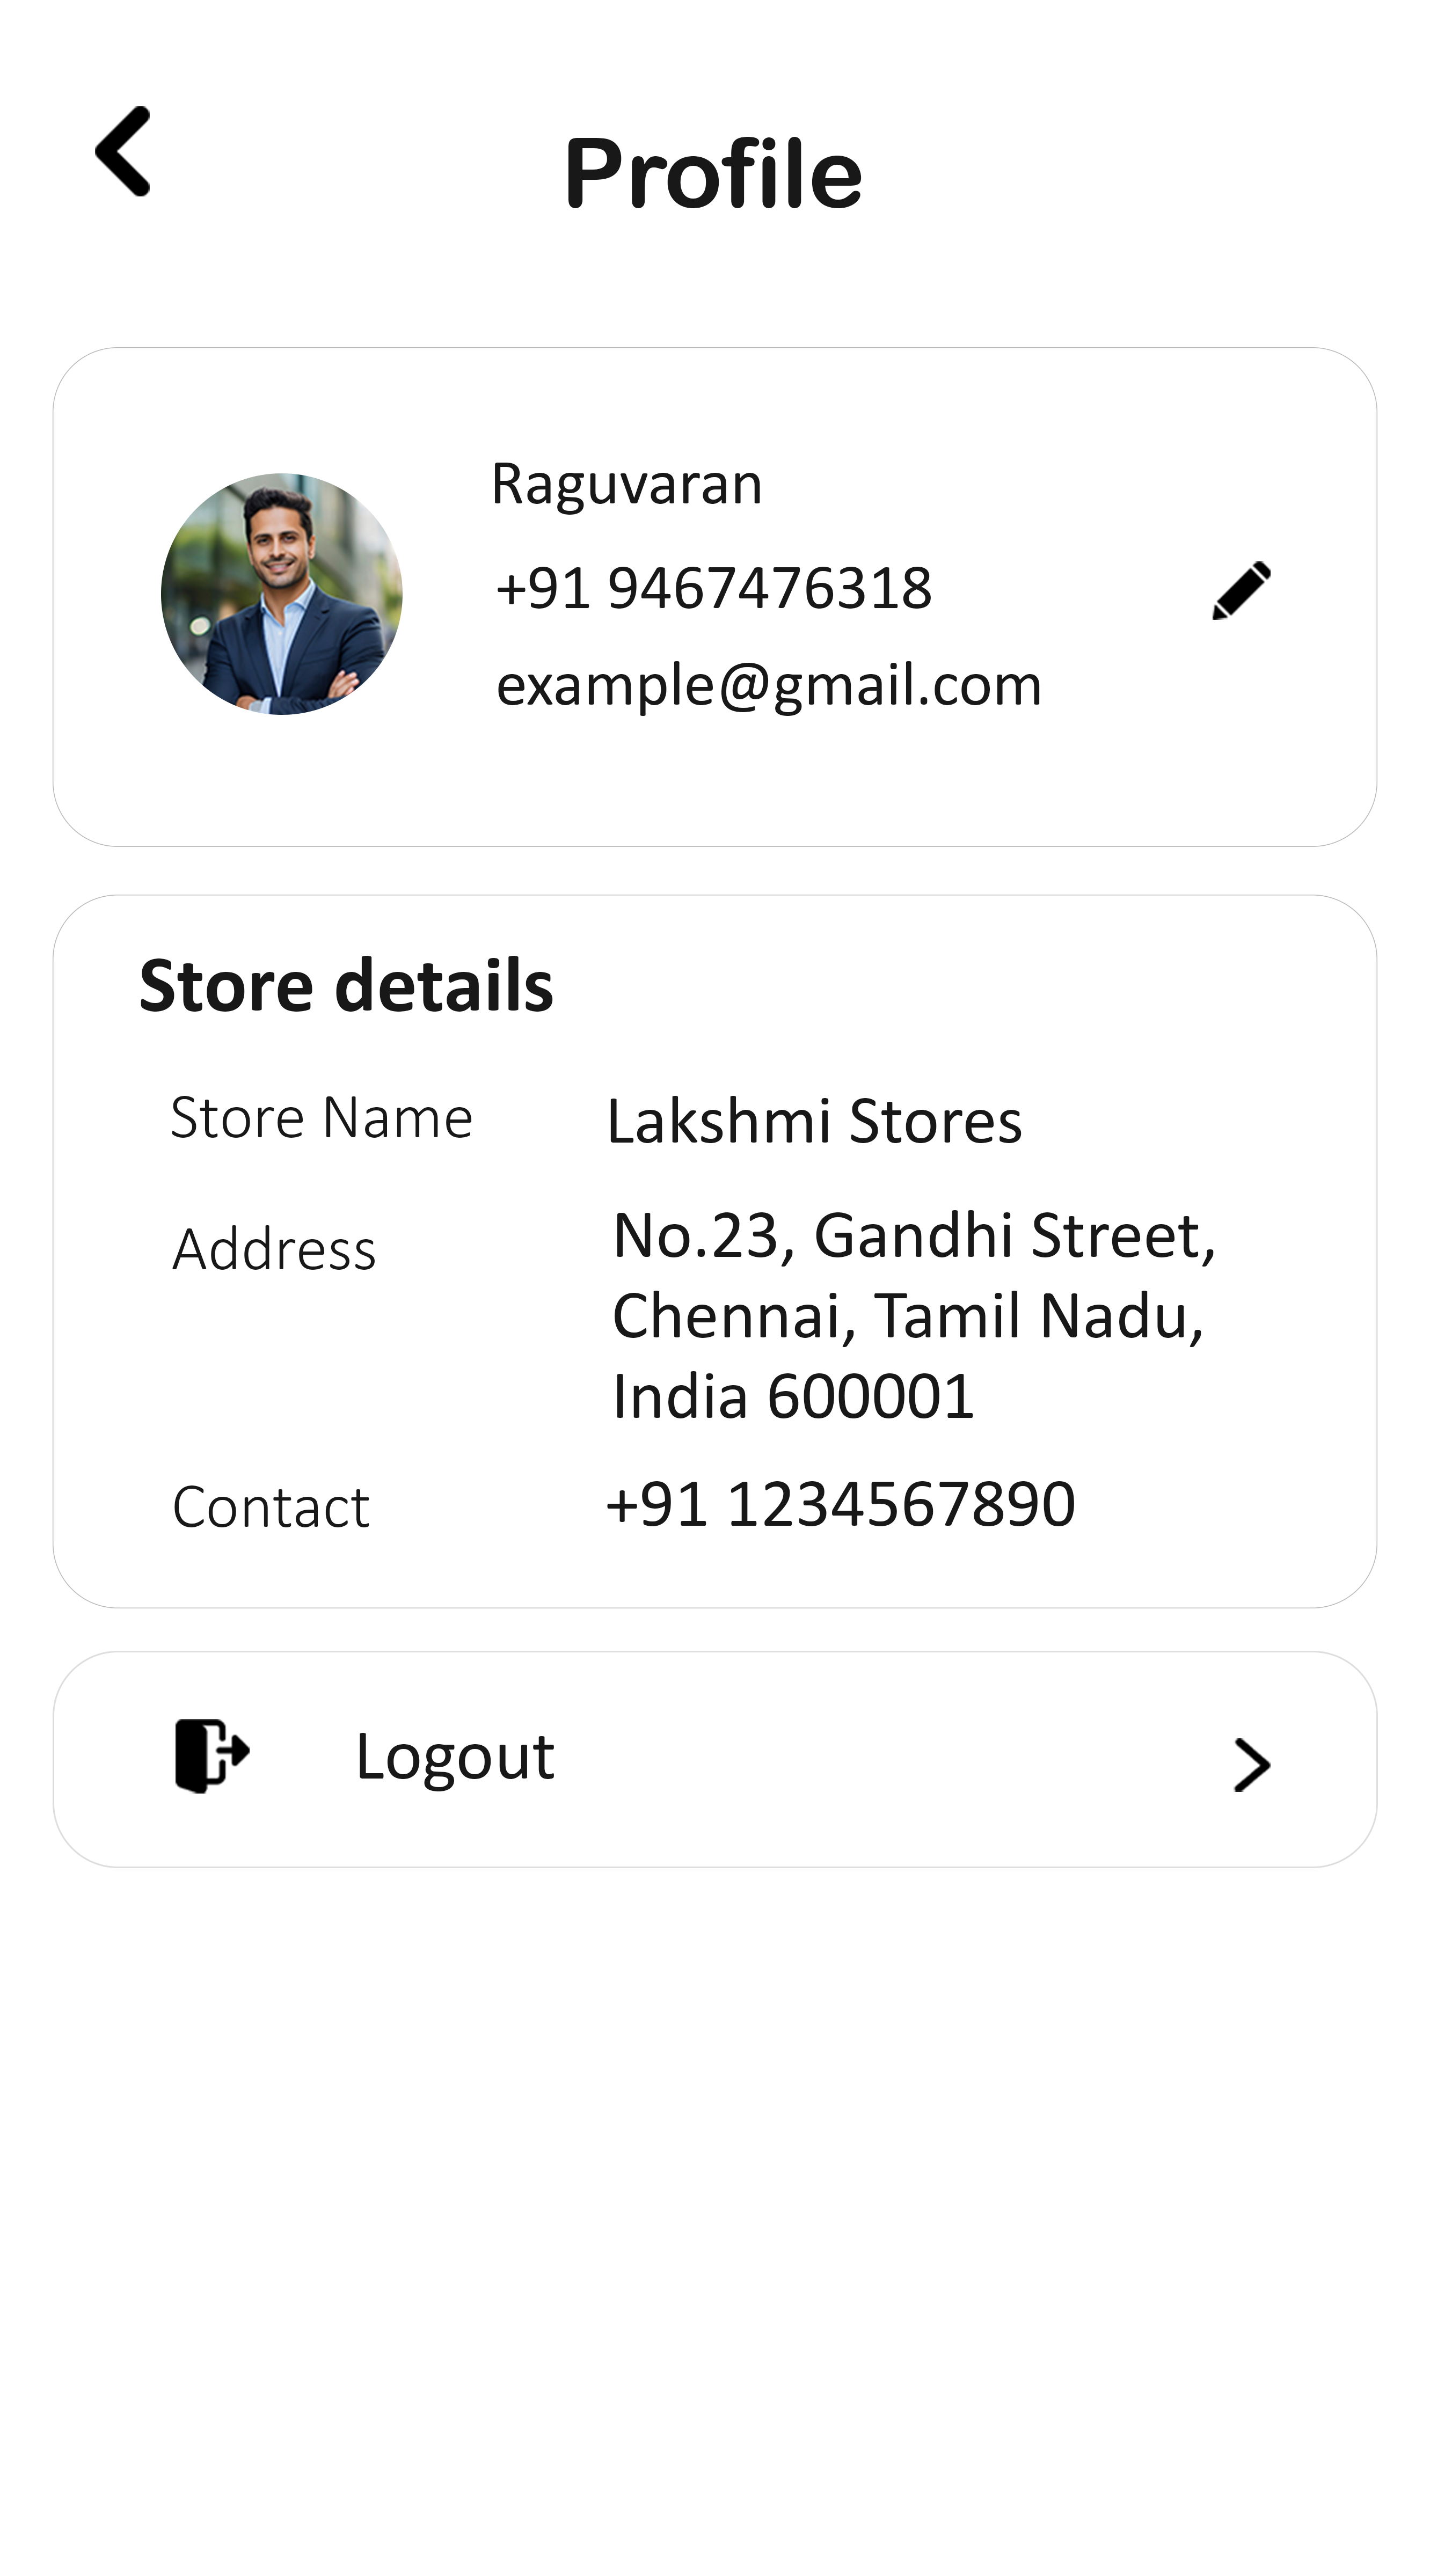 Profile
Raguvaran
+91 9467476318
example@gmail.com
Store details
Store Name
Lakshmi Stores
Address
No.23, Gandhi Street,
Chennai, Tamil Nadu,
India 600001
Contact
+91 1234567890
Logout